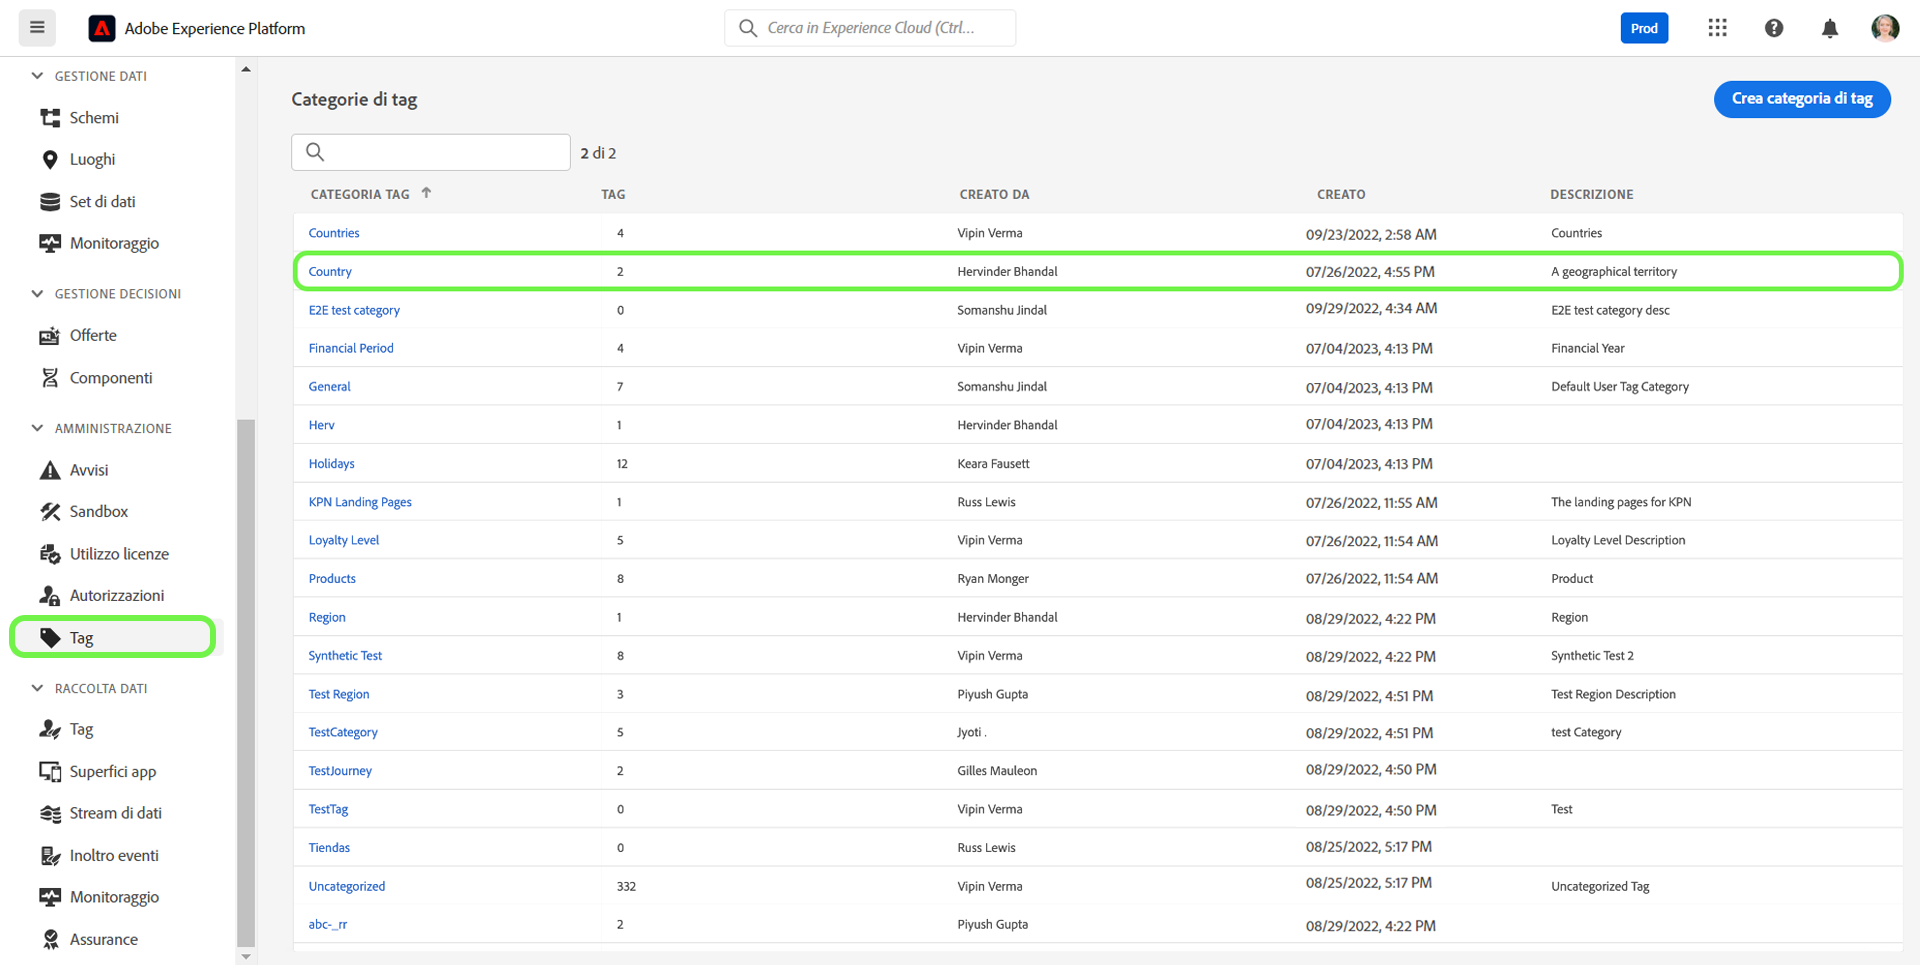 Adobe Experience Platform
Cerca in Experience Cloud (Ctrl...
Prod
GESTIONE DATI
Schemi
Luoghi
Set di dati
Monitoraggio
GESTIONE DECISIONI
Offerte
Componenti
AMMINISTRAZIONE
Avvisi
Sandbox
Utilizzo licenze
Autorizzazioni
Tag
RACCOLTA DATI
Tag
Superfici app
Stream di dati
Inoltro eventi
Monitoraggio
Assurance
Categorie di tag
Crea categoria di tag
2 di 2
CATEGORIA TAG TAG CREATO DA CREATO DESCRIZIONE
Countries 4 Vipin Verma 09/23/2022, 2:58 AM Countries
Country 2 Hervinder Bhandal 07/26/2022, 4:55 PM A geographical territory
E2E test category 0 Somanshu Jindal 09/29/2022, 4:34 AM E2E test category desc
Financial Period 4 Vipin Verma 07/04/2023, 4:13 PM Financial Year
General 7 Somanshu Jindal 07/04/2023, 4:13 PM Default User Tag Category
Herv 1 Hervinder Bhandal 07/04/2023, 4:13 PM
Holidays 12 Keara Fausett 07/04/2023, 4:13 PM
KPN Landing Pages 1 Russ Lewis 07/26/2022, 11:55 AM The landing pages for KPN
Loyalty Level 5 Vipin Verma 07/26/2022, 11:54 AM Loyalty Level Description
Products 8 Ryan Monger 07/26/2022, 11:54 AM Product
Region 1 Hervinder Bhandal 08/29/2022, 4:22 PM Region
Synthetic Test 8 Vipin Verma 08/29/2022, 4:22 PM Synthetic Test 2
Test Region 3 Piyush Gupta 08/29/2022, 4:51 PM Test Region Description
TestCategory 5 Jyoti . 08/29/2022, 4:51 PM test Category
TestJourney 2 Gilles Mauleon 08/29/2022, 4:50 PM
TestTag 0 Vipin Verma 08/29/2022, 4:50 PM Test
Tiendas 0 Russ Lewis 08/25/2022, 5:17 PM
Uncategorized 332 Vipin Verma 08/25/2022, 5:17 PM Uncategorized Tag
abc-_rr 2 Piyush Gupta 08/29/2022, 4:22 PM